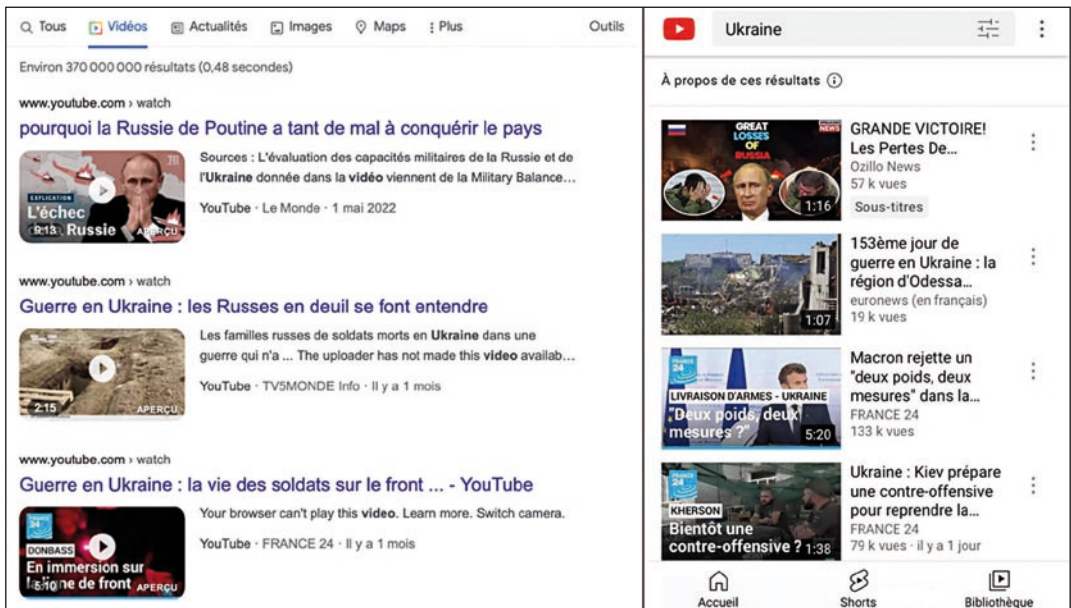 Tous Vidéos Actualités Images Maps Plus Outils
Environ 370 000 000 résultats (0,48 secondes)
www.youtube.com › watch
pourquoi la Russie de Poutine a tant de mal à conquérir le pays
EXPLICATION
L'échec
Russie
9:13
APERÇU
Sources : L'évaluation des capacités militaires de la Russie et de
l'Ukraine donnée dans la vidéo viennent de la Military Balance...
YouTube · Le Monde · 1 mai 2022
www.youtube.com › watch
Guerre en Ukraine : les Russes en deuil se font entendre
2:15
APERÇU
Les familles russes de soldats morts en Ukraine dans une
guerre qui n'a ... The uploader has not made this video availab...
YouTube · TV5MONDE Info · Il y a 1 mois
www.youtube.com › watch
Guerre en Ukraine : la vie des soldats sur le front ... - YouTube
FRANCE
24
DONBASS
En immersion sur
la ligne de front
5:10
APERÇU
Your browser can't play this video. Learn more. Switch camera.
YouTube · FRANCE 24 · Il y a 1 mois
Ukraine
À propos de ces résultats
GREAT
LOSSES
OF
RUSSIA
NEWS
1:16
GRANDE VICTOIRE!
Les Pertes De...
Ozillo News
57 k vues
Sous-titres
1:07
153ème jour de
guerre en Ukraine : la
région d'Odessa...
euronews (en français)
19 k vues
FRANCE
24
LIVRAISON D'ARMES - UKRAINE
"Deux poids, deux
mesures ?"
5:20
Macron rejette un
"deux poids, deux
mesures" dans la...
FRANCE 24
133 k vues
FRANCE
24
KHERSON
Bientôt une
contre-offensive ?
1:38
Ukraine : Kiev prépare
une contre-offensive
pour reprendre la...
FRANCE 24
79 k vues · il y a 1 jour
Accueil Shorts Bibliothèque